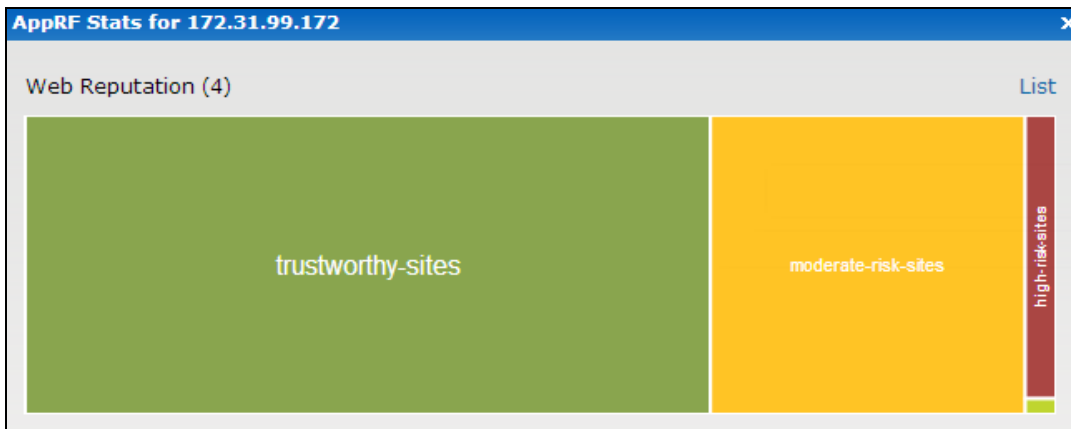 AppRF Stats for 172.31.99.172 x
Web Reputation (4) List
trustworthy-sites
moderate-risk-sites
high-risk-sites